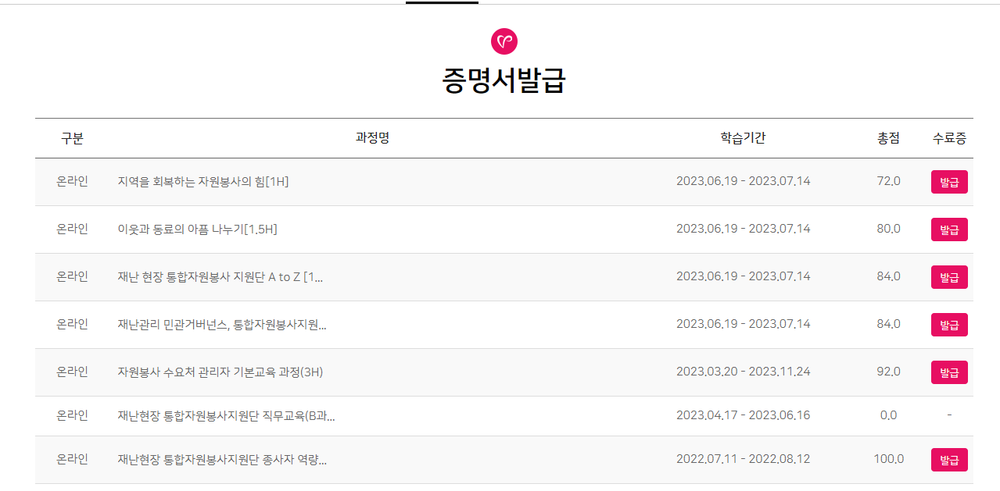 증명서발급
구분 과정명 학습기간 총점 수료증
온라인 지역을 회복하는 자원봉사의 힘[1H] 2023.06.19 - 2023.07.14 72.0 발급
온라인 이웃과 동료의 아픔 나누기[1.5H] 2023.06.19 - 2023.07.14 80.0 발급
온라인 재난 현장 통합자원봉사 지원단 A to Z [1... 2023.06.19 - 2023.07.14 84.0 발급
온라인 재난관리 민관거버넌스, 통합자원봉사지원... 2023.06.19 - 2023.07.14 84.0 발급
온라인 자원봉사 수요처 관리자 기본교육 과정(3H) 2023.03.20 - 2023.11.24 92.0 발급
온라인 재난현장 통합자원봉사지원단 직무교육(B과... 2023.04.17 - 2023.06.16 0.0 -
온라인 재난현장 통합자원봉사지원단 종사자 역량... 2022.07.11 - 2022.08.12 100.0 발급